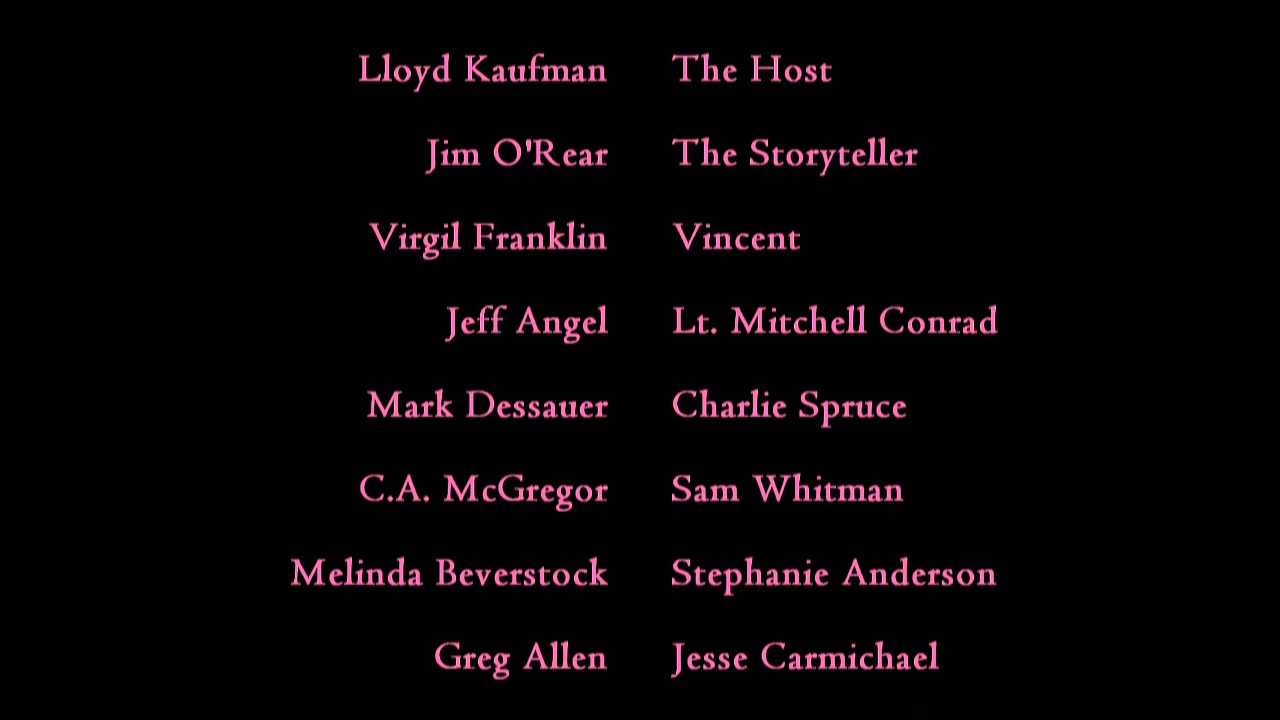 Lloyd Kaufman The Host
Jim O'Rear The Storyteller
Virgil Franklin Vincent
Jeff Angel Lt. Mitchell Conrad
Mark Dessauer Charlie Spruce
C.A. McGregor Sam Whitman
Melinda Beverstock Stephanie Anderson
Greg Allen Jesse Carmichael